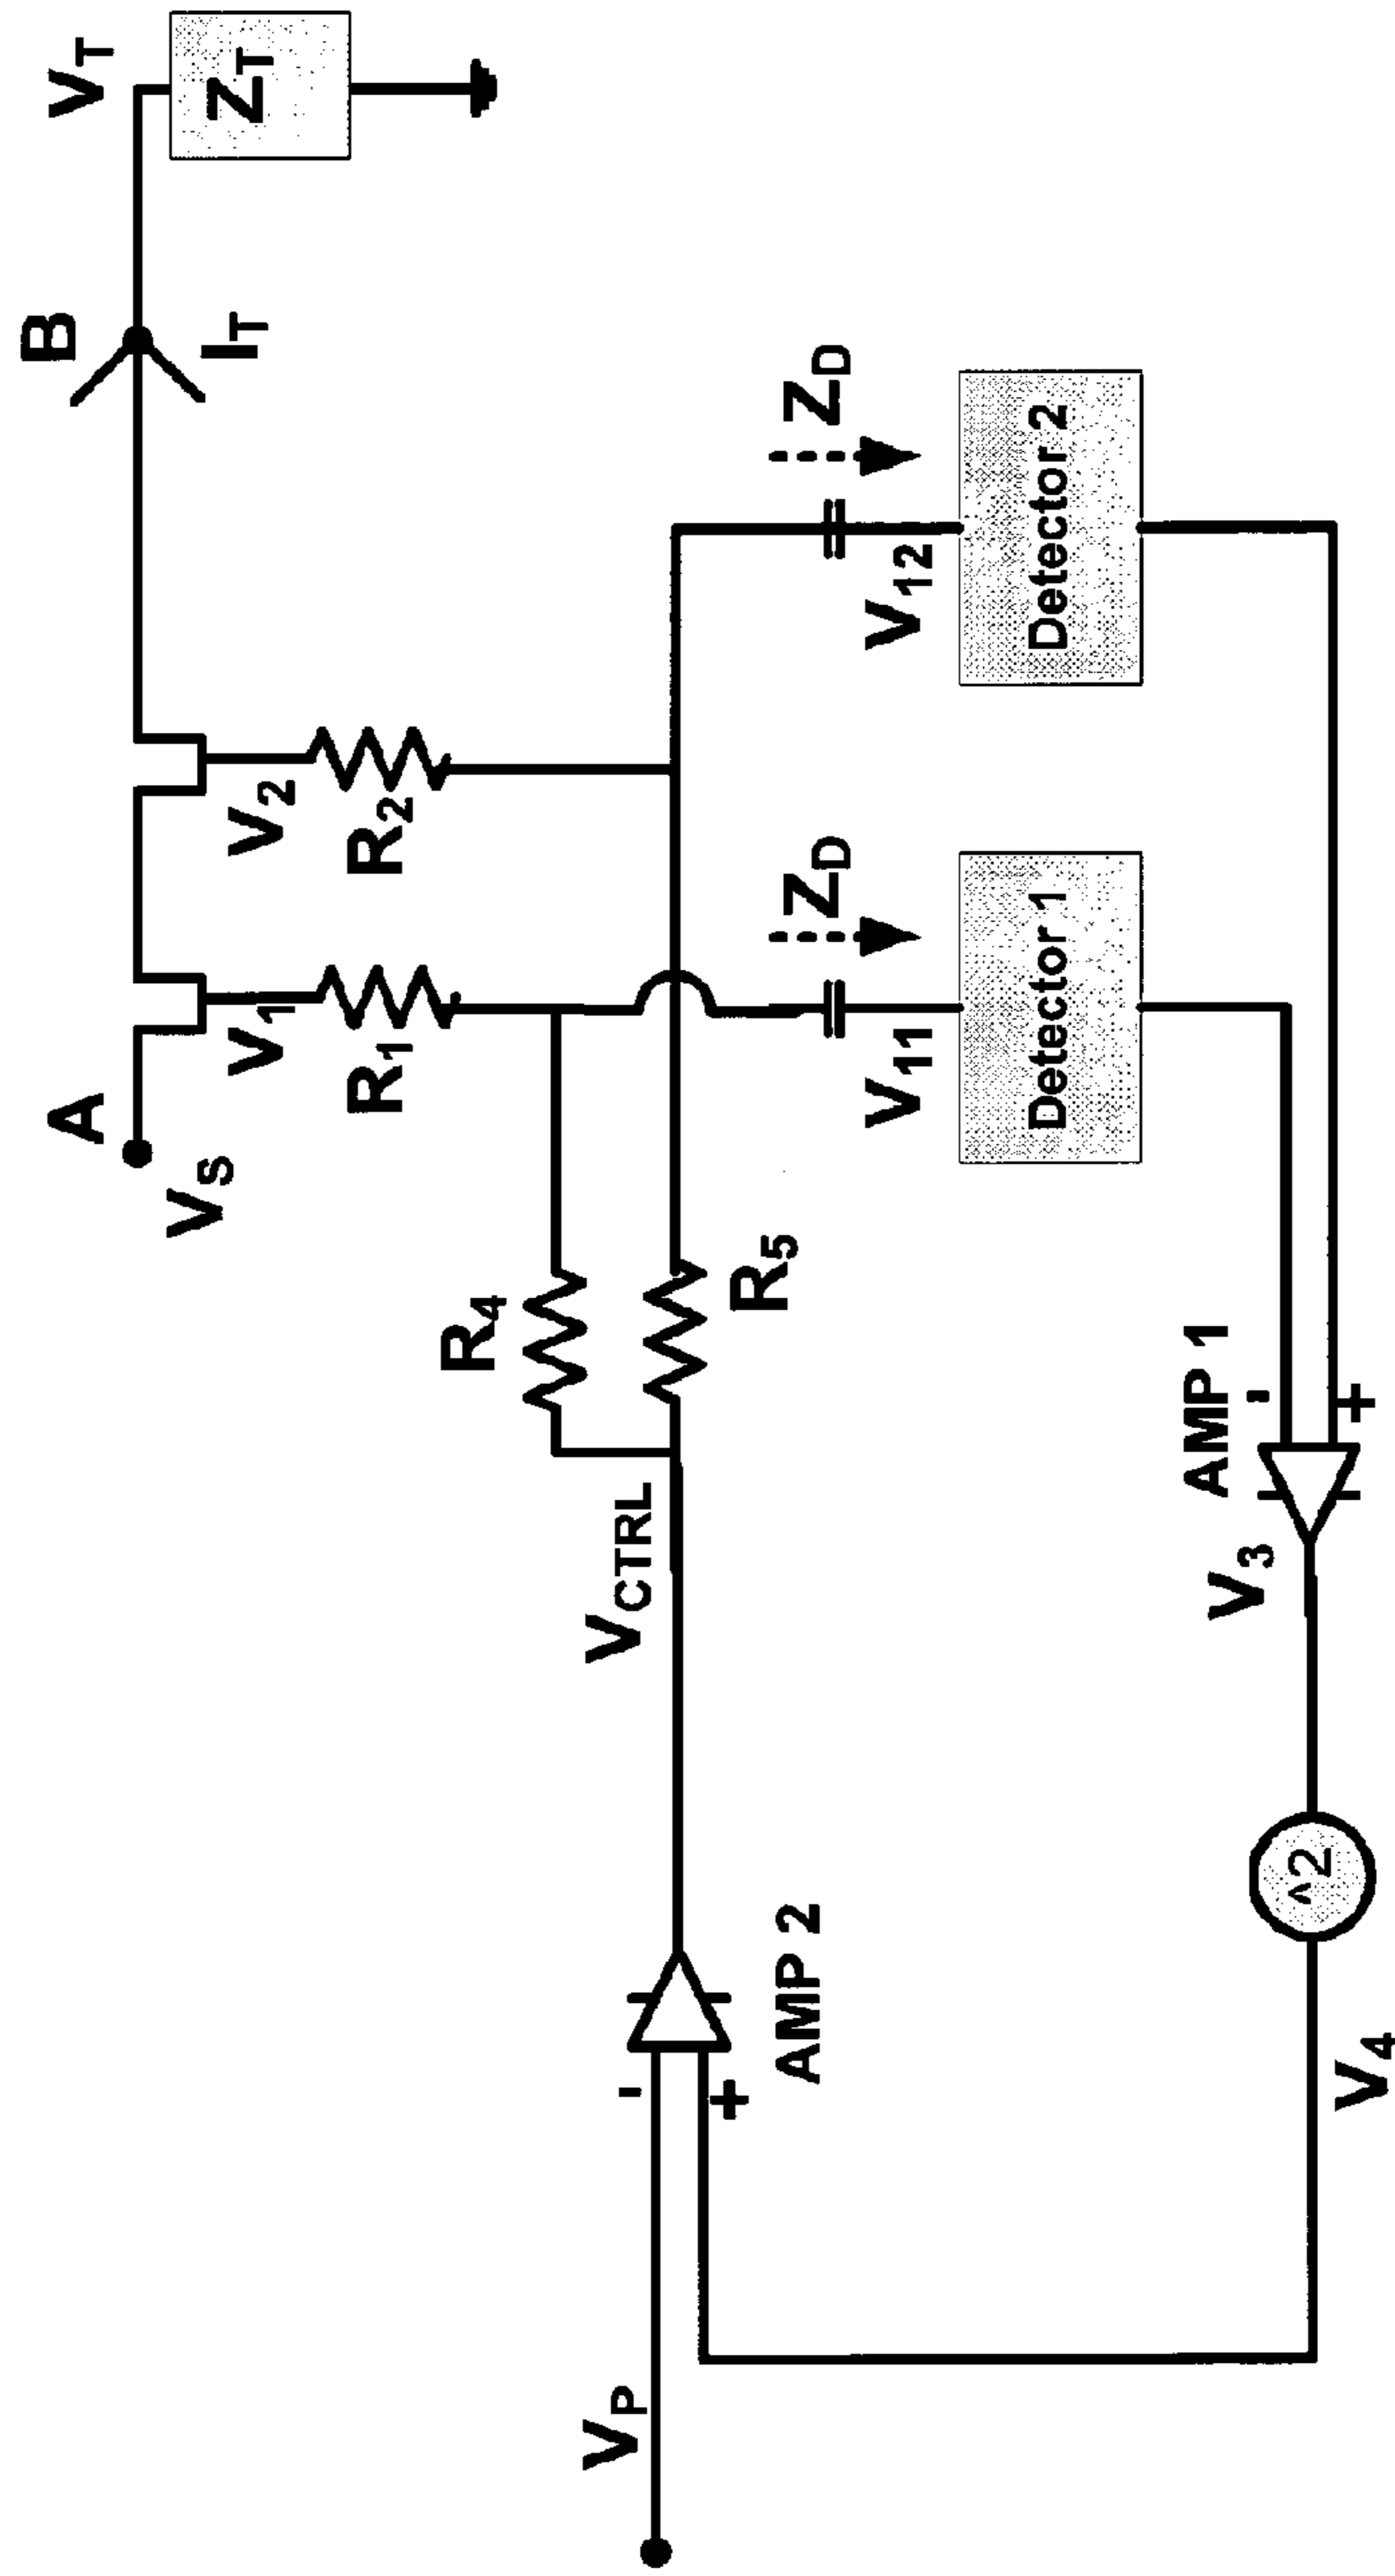 A
B
V_T
V_S
I_T
Z_T
V_1
V_2
R_1
R_2
R_4
V_CTRL
R_5
Z_D
Z_D
V_P
-
+
AMP 2
V_11
V_12
Detector 1
Detector 2
AMP 1
-
+
V_3
^2
V_4